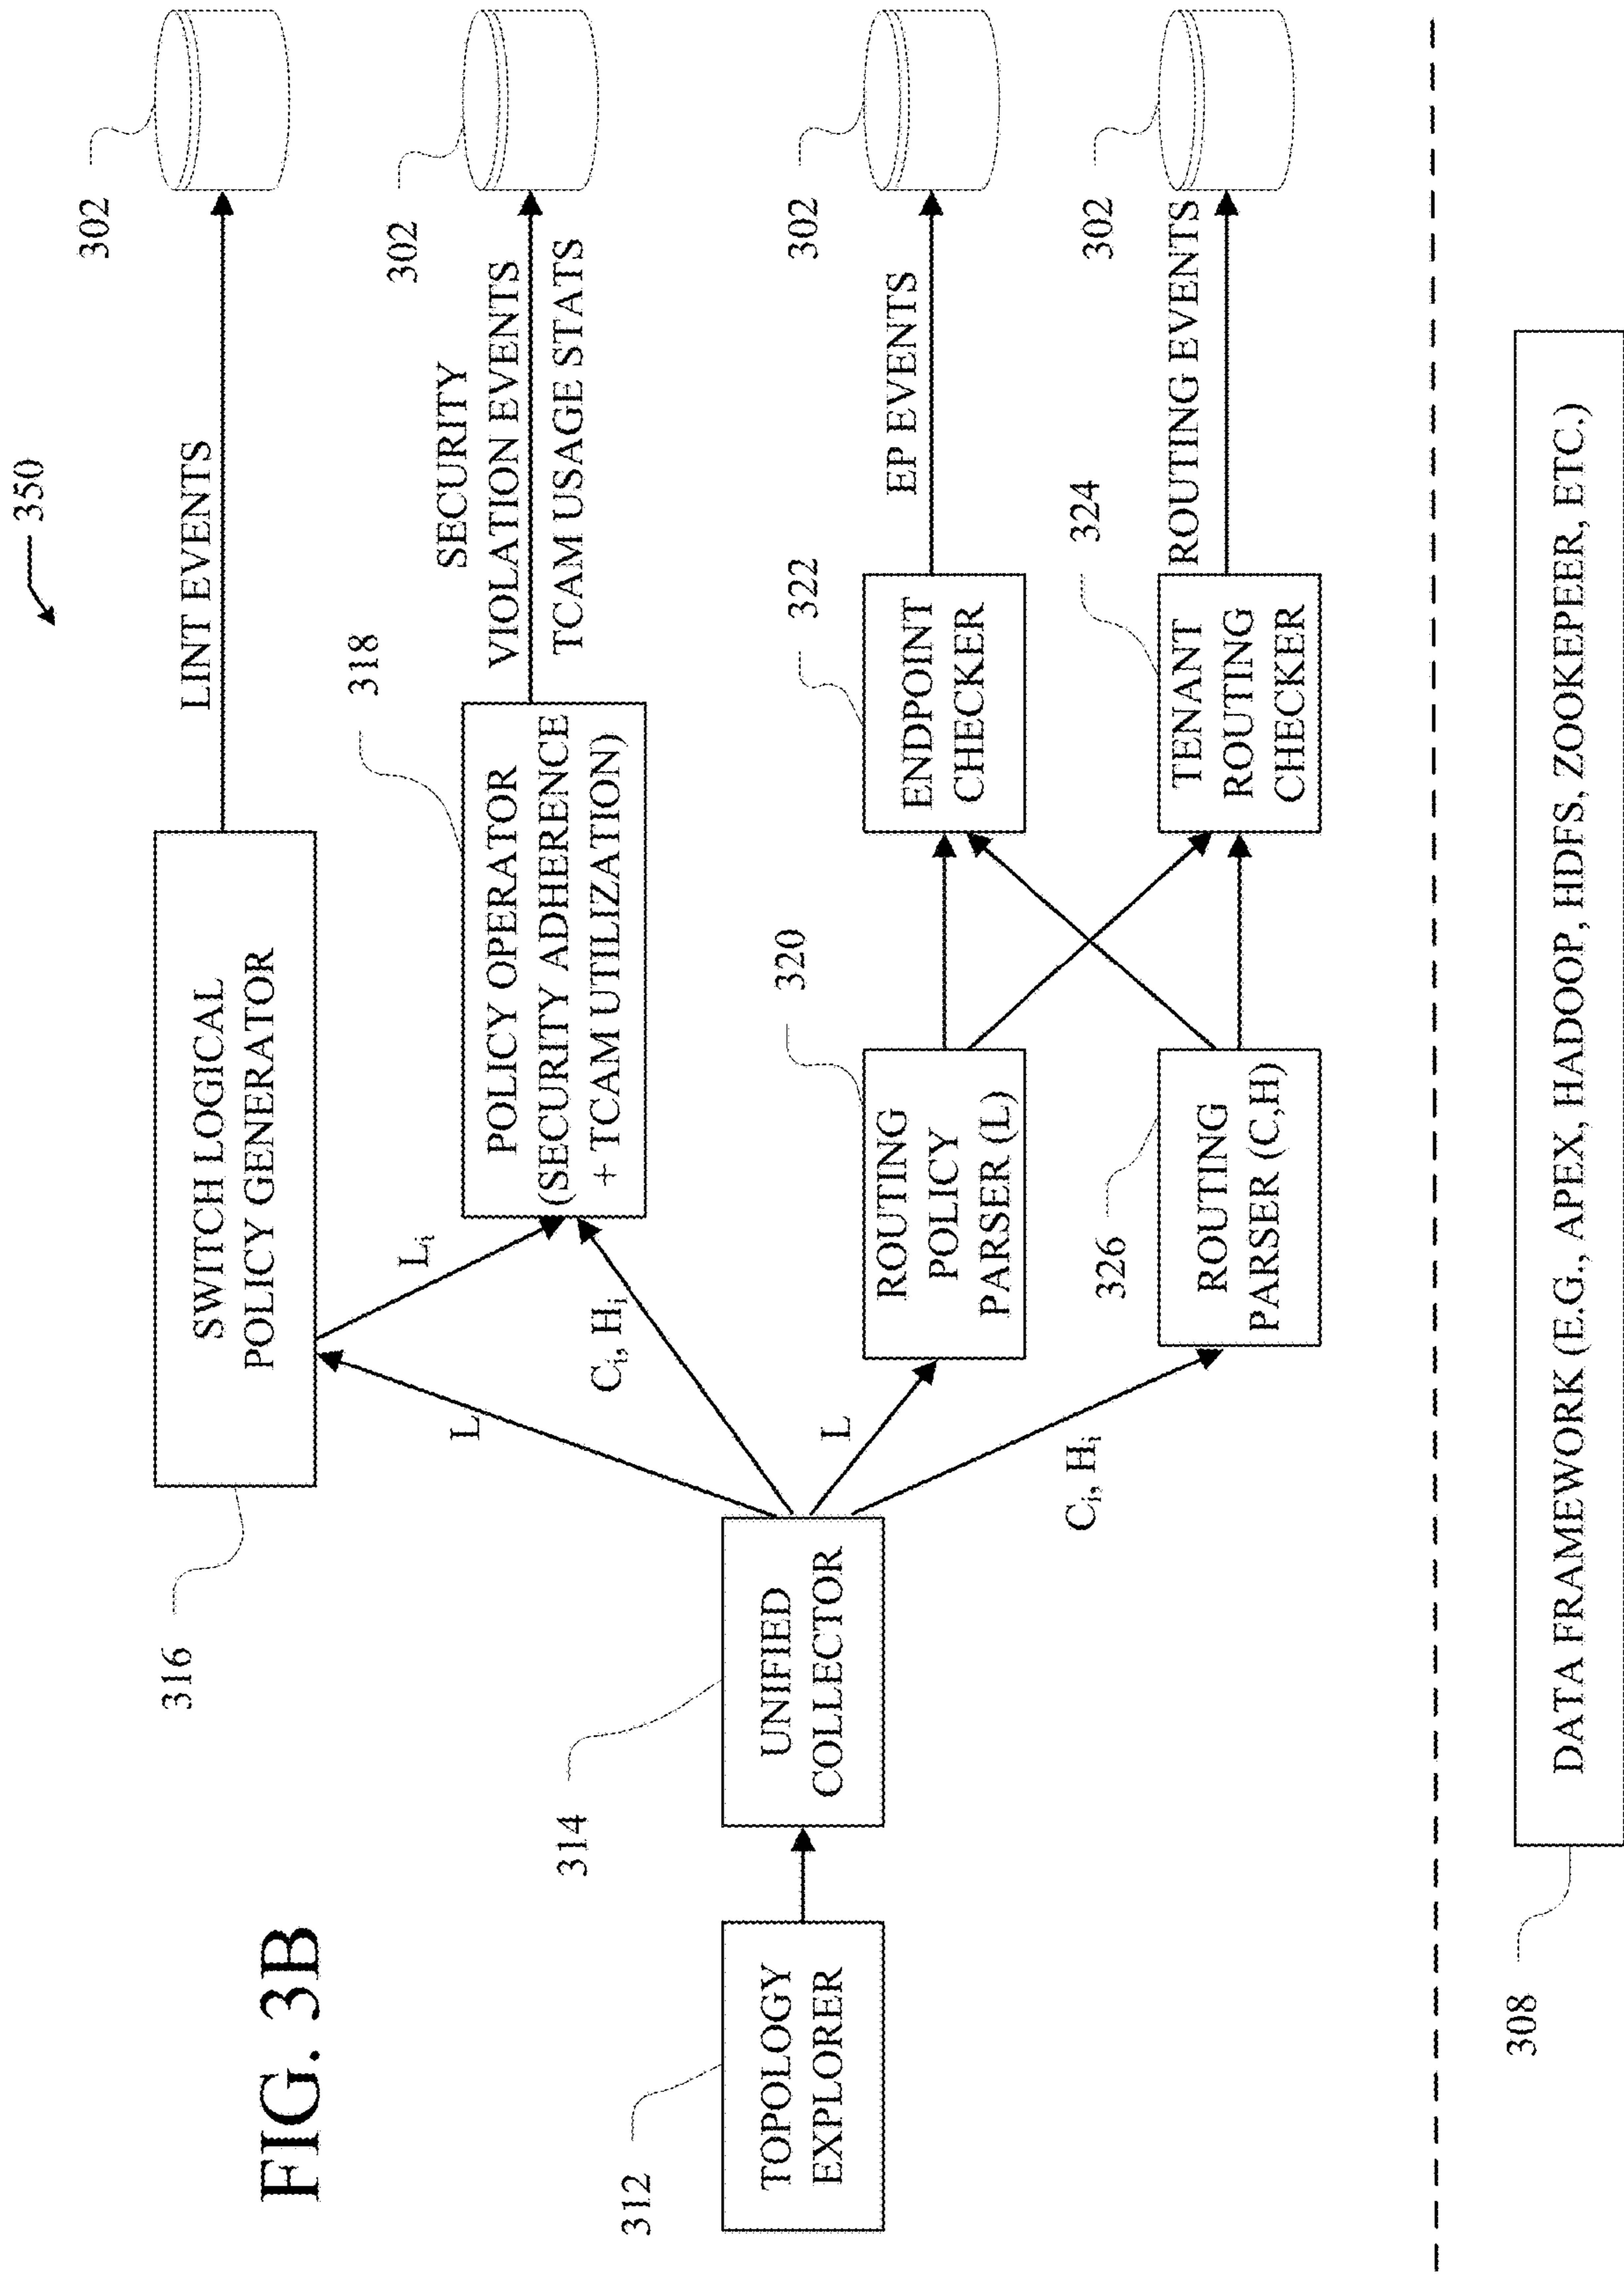 FIG. 3B
350
302
LINT EVENTS
SWITCH LOGICAL
POLICY GENERATOR
316
302
SECURITY
VIOLATION EVENTS
TCAM USAGE STATS
318
POLICY OPERATOR
(SECURITY ADHERENCE
+ TCAM UTILIZATION)
Li
L
Ci, Hi
312
TOPOLOGY
EXPLORER
314
UNIFIED
COLLECTOR
L
Ci, Hi
320
ROUTING
POLICY
PARSER (L)
322
ENDPOINT
CHECKER
EP EVENTS
302
326
ROUTING
PARSER (C,H)
324
TENANT
ROUTING
CHECKER
ROUTING EVENTS
302
308
DATA FRAMEWORK (E.G., APEX, HADOOP, HDFS, ZOOKEPEER, ETC.)